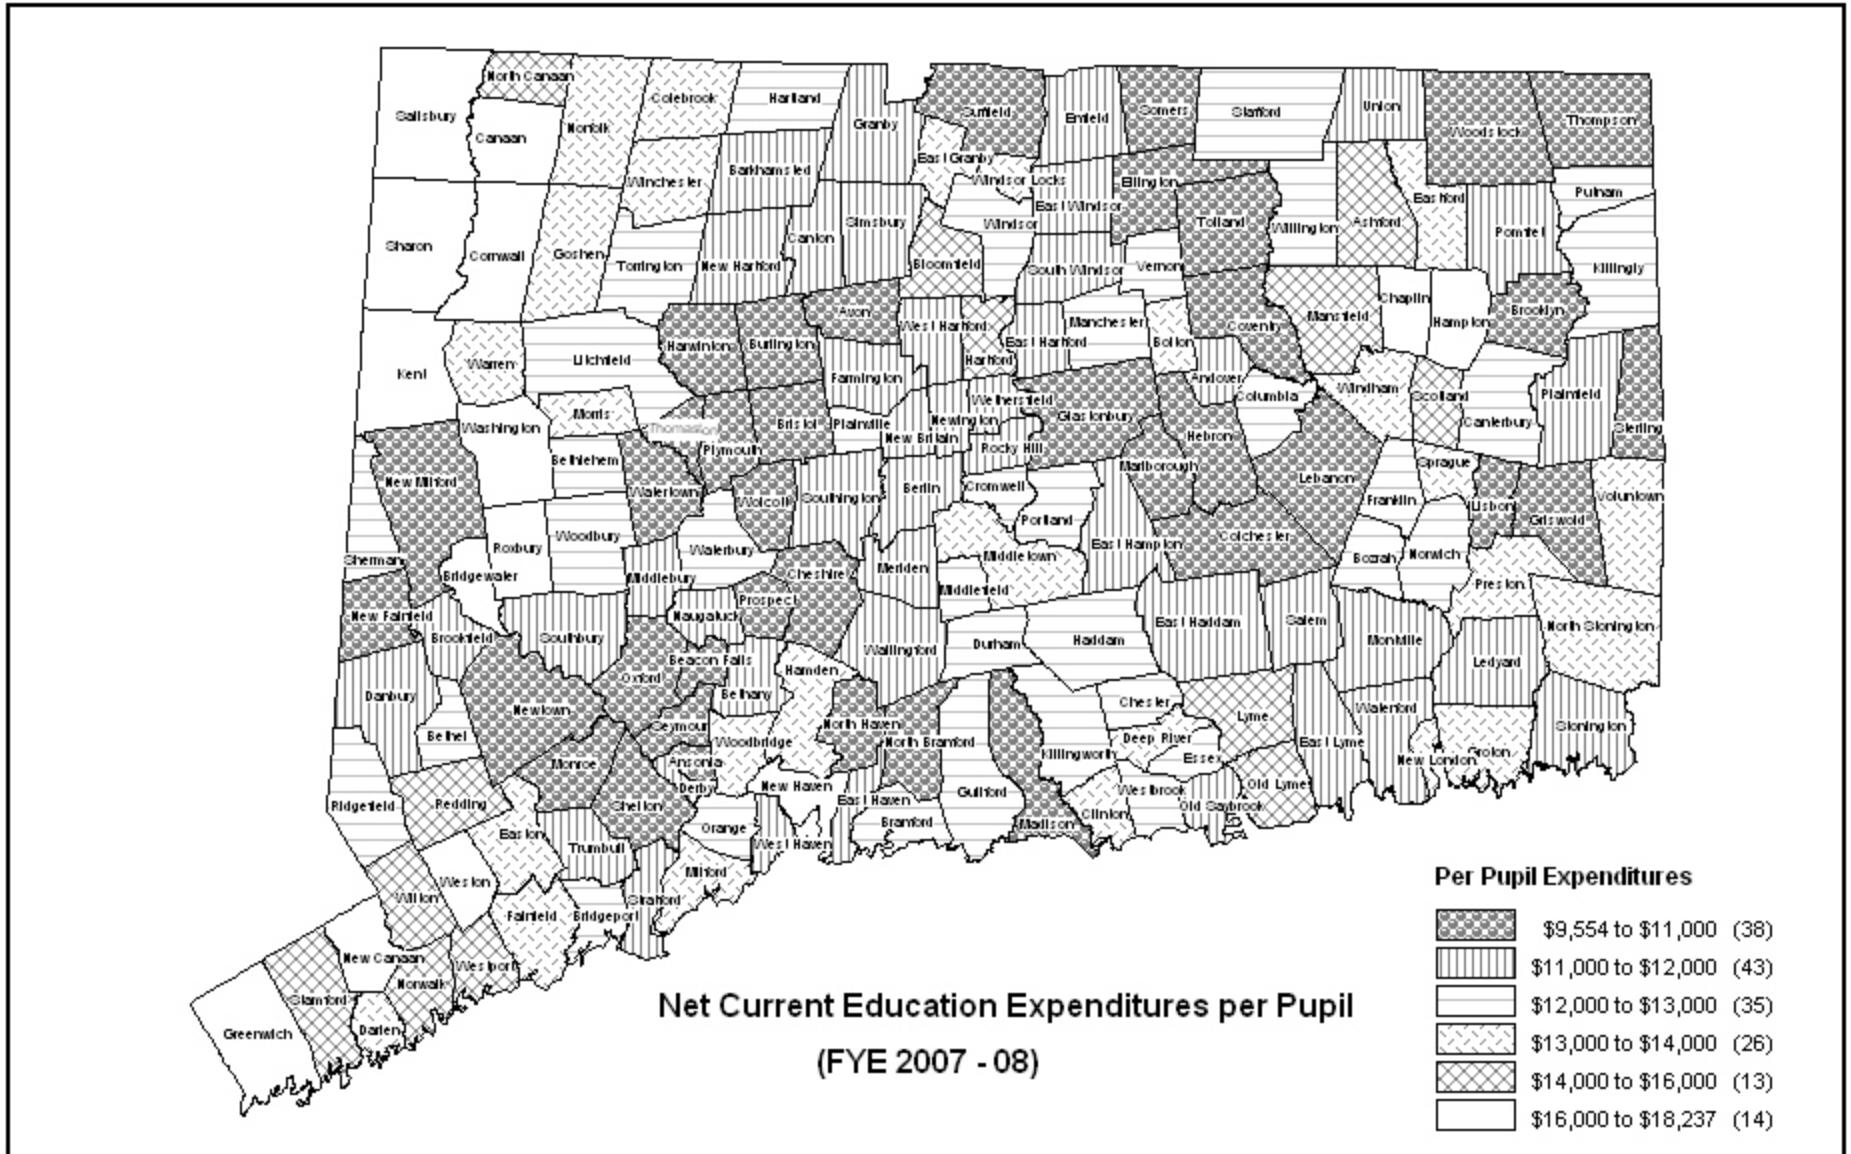 North Canaan
Salisbury
Canaan
Norfolk
Colebrook
Hartland
Granby
Suffield
Enfield
Somers
Stafford
Union
Woodstock
Thompson
East Granby
Windsor Locks
Winchester
Barkhamsted
East Windsor
Ellington
Putnam
Eastford
Sharon
Cornwall
Goshen
Torrington
New Hartford
Canton
Simsbury
Bloomfield
Windsor
South Windsor
Vernon
Tolland
Willington
Ashford
Pomfret
Killingly
Kent
Warren
Litchfield
Harwinton
Burlington
Avon
West Hartford
Hartford
East Hartford
Manchester
Bolton
Coventry
Mansfield
Chaplin
Hampton
Brooklyn
Farmington
Andover
Columbia
Windham
Scotland
Canterbury
Plainfield
Sterling
Washington
Morris
Thomaston
Plymouth
Bristol
Plainville
New Britain
Newington
Wethersfield
Rocky Hill
Glastonbury
Hebron
Marlborough
Lebanon
Sprague
Franklin
Lisbon
Griswold
Voluntown
New Milford
Bethlehem
Watertown
Wolcott
Southington
Berlin
Cromwell
Portland
East Hampton
Colchester
Bozrah
Norwich
Preston
Sherman
Roxbury
Woodbury
Bridgewater
Middlebury
Waterbury
Cheshire
Meriden
Middletown
Middlefield
New Fairfield
Brookfield
Southbury
Naugatuck
Prospect
Wallingford
Durham
Haddam
East Haddam
Salem
Montville
Ledyard
North Stonington
Danbury
Newtown
Oxford
Beacon Falls
Bethany
Hamden
Bethel
Seymour
Woodbridge
North Haven
North Branford
Killingworth
Chester
Deep River
Essex
Lyme
East Lyme
Waterford
New London
Groton
Stonington
Ridgefield
Redding
Monroe
Shelton
Ansonia
Derby
New Haven
East Haven
Branford
Guilford
Madison
Clinton
Westbrook
Old Saybrook
Old Lyme
Easton
Trumbull
Orange
West Haven
Milford
Wilton
Weston
Fairfield
Bridgeport
Stratford
New Canaan
Westport
Norwalk
Stamford
Darien
Greenwich
Net Current Education Expenditures per Pupil
(FYE 2007 - 08)
Per Pupil Expenditures
$9,554 to $11,000 (38)
$11,000 to $12,000 (43)
$12,000 to $13,000 (35)
$13,000 to $14,000 (26)
$14,000 to $16,000 (13)
$16,000 to $18,237 (14)